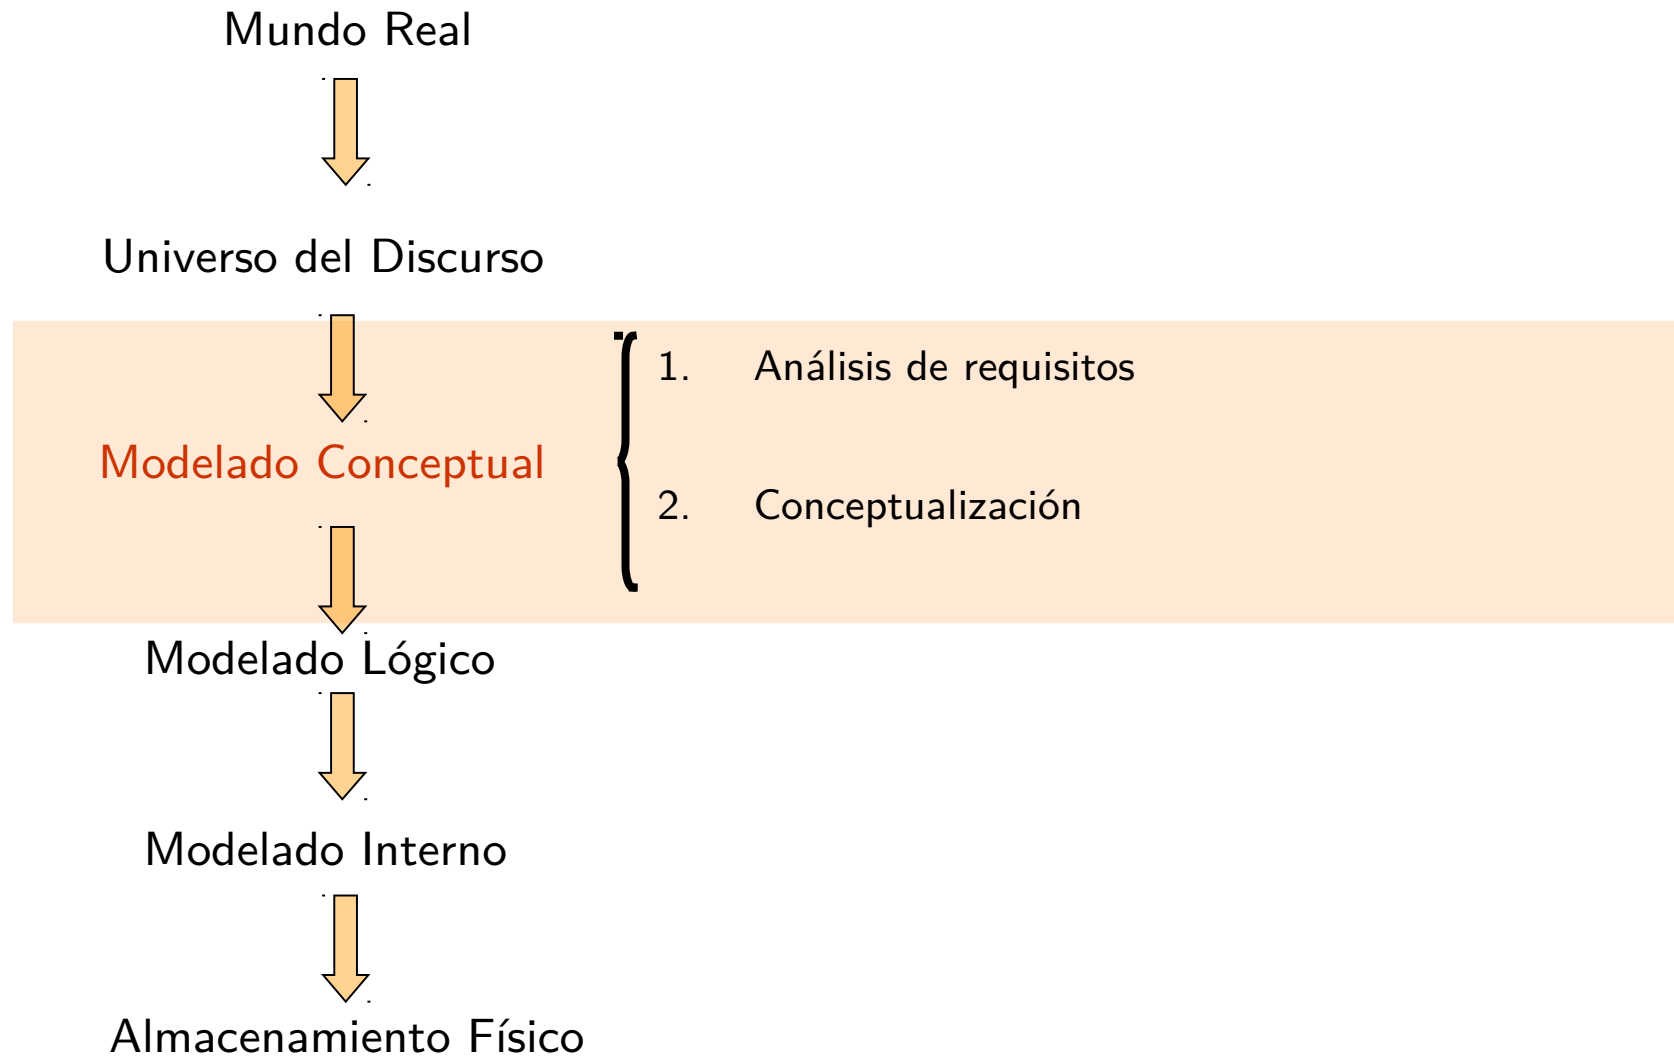 Mundo Real
Universo del Discurso
1. Análisis de requisitos
Modelado Conceptual
2. Conceptualización
Modelado Lógico
Modelado Interno
Almacenamiento Físico